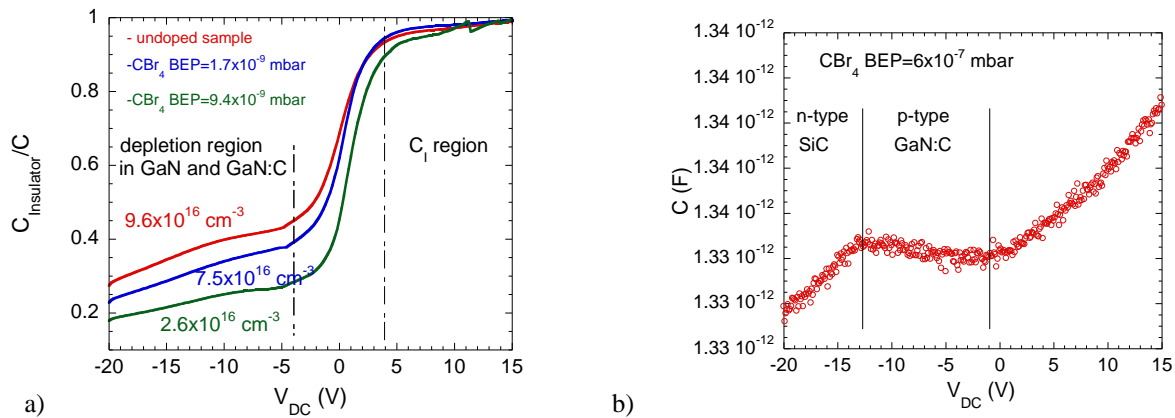 - undoped sample
-CBr4 BEP=1.7x10-9 mbar
-CBr4 BEP=9.4x10-9 mbar
depletion region
in GaN and GaN:C
CI region
9.6x1016 cm-3
7.5x1016 cm-3
2.6x1016 cm-3
CInsulator/C
1
0.8
0.6
0.4
0.2
-20 -15 -10 -5 0 5 10 15
VDC (V)
a)
CBr4 BEP=6x10-7 mbar
n-type
SiC
p-type
GaN:C
C (F)
1.34 10-12
1.34 10-12
1.34 10-12
1.33 10-12
1.33 10-12
1.33 10-12
-20 -15 -10 -5 0 5 10 15
VDC (V)
b)